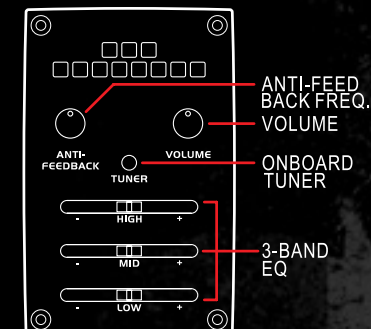 ANTI-FEED
BACK FREQ.
VOLUME
ANTI-
FEEDBACK
VOLUME
TUNER
ONBOARD
TUNER
- HIGH +
- MID +
- LOW +
3-BAND
EQ